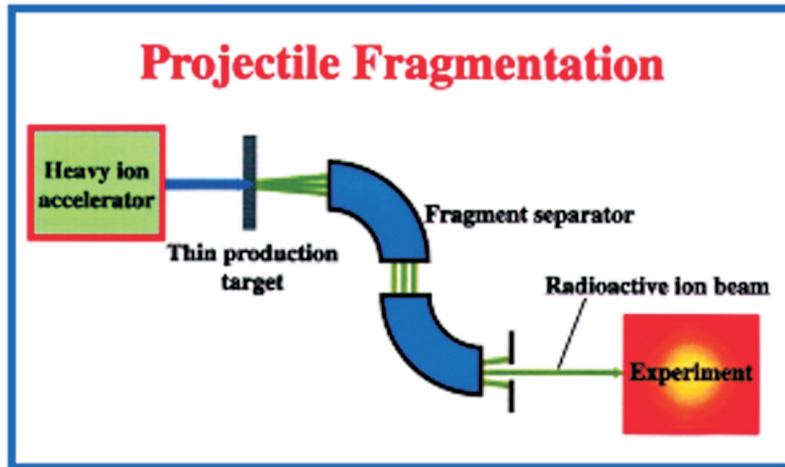 Projectile Fragmentation
Heavy ion
accelerator
Thin production
target
Fragment separator
Radioactive ion beam
Experiment